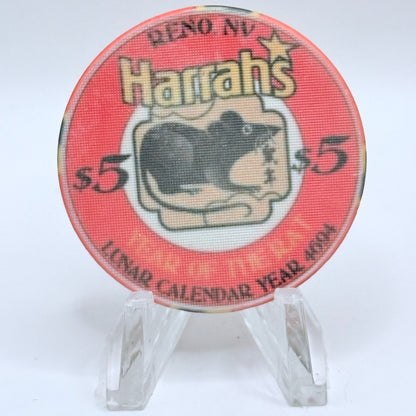 RENO, NV
Harrah's
$5 $5
YEAR OF THE RAT
LUNAR CALENDAR YEAR 4694